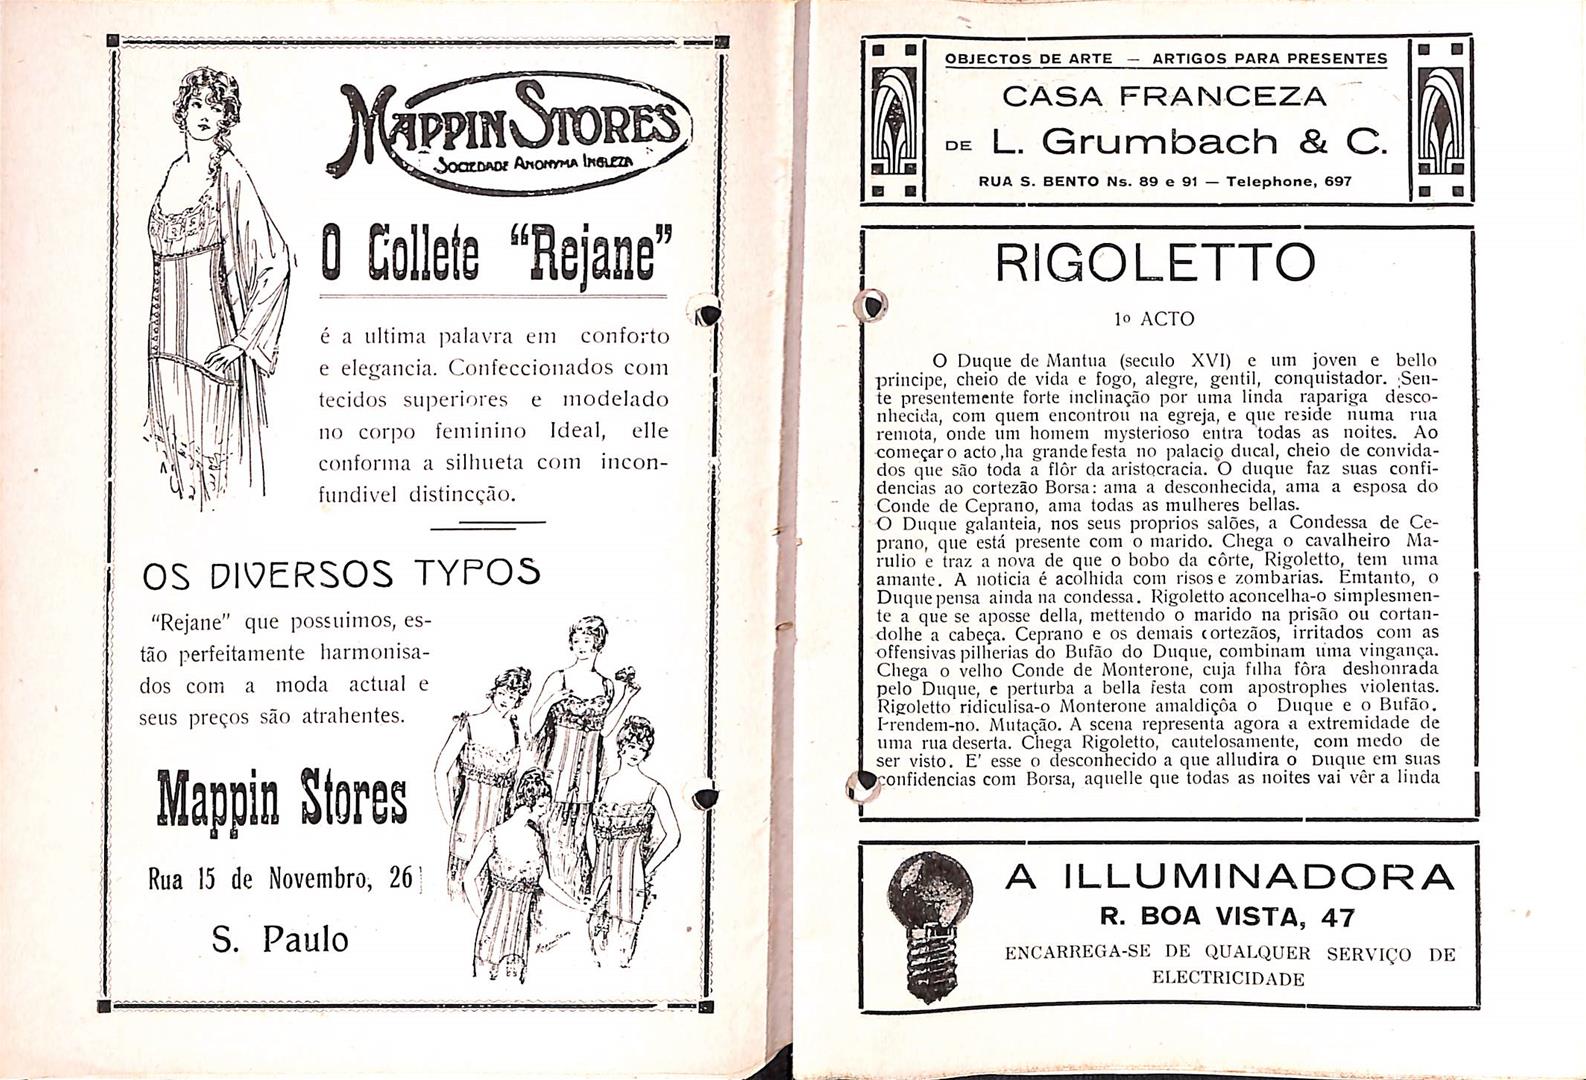 MAPPIN STORES
SOCIEDADE ANONYMA INGLEZA
O Collete “Rejane”
é a ultima palavra em conforto
e elegancia. Confeccionados com
tecidos superiores e modelado
no corpo feminino Ideal, elle
conforma a silhueta com incon-
fundivel distincção.
OS DIVERSOS TYPOS
“Rejane” que possuimos, es-
tão perfeitamente harmonisa-
dos com a moda actual e
seus preços são atrahentes.
Mappin Stores
Rua 15 de Novembro, 26
S. Paulo
OBJECTOS DE ARTE — ARTIGOS PARA PRESENTES
CASA FRANCEZA
DE L. Grumbach & C.
RUA S. BENTO Ns. 89 e 91 — Telephone, 697
RIGOLETTO
1º ACTO
O Duque de Mantua (seculo XVI) e um joven e bello
principe, cheio de vida e fogo, alegre, gentil, conquistador. Sen-
te presentemente forte inclinação por uma linda rapariga desco-
nhecida, com quem encontrou na egreja, e que reside numa rua
remota, onde um homem mysterioso entra todas as noites. Ao
começar o acto, ha grande festa no palacio ducal, cheio de convida-
dos que são toda a flôr da aristocracia. O duque faz suas confi-
dencias ao cortezão Borsa: ama a desconhecida, ama a esposa do
Conde de Ceprano, ama todas as mulheres bellas.
O Duque galanteia, nos seus proprios salões, a Condessa de Ce-
prano, que está presente com o marido. Chega o cavalheiro Ma-
rulio e traz a nova de que o bobo da côrte, Rigoletto, tem uma
amante. A noticia é acolhida com risos e zombarias. Emtanto, o
Duque pensa ainda na condessa. Rigoletto aconcelha-o simplesmen-
te a que se aposse della, mettendo o marido na prisão ou cortan-
dolhe a cabeça. Ceprano e os demais cortezãos, irritados com as
offensivas pilherias do Bufão do Duque, combinam uma vingança.
Chega o velho Conde de Monterone, cuja filha fôra deshonrada
pelo Duque, e perturba a bella festa com apostrophes violentas.
Rigoletto ridiculisa-o Monterone amaldiçôa o Duque e o Bufão.
Prendem-no. Mutação. A scena representa agora a extremidade de
uma rua deserta. Chega Rigoletto, cautelosamente, com medo de
ser visto. E' esse o desconhecido a que alludira o Duque em suas
confidencias com Borsa, aquelle que todas as noites vai vêr a linda
A ILLUMINADORA
R. BOA VISTA, 47
ENCARREGA-SE DE QUALQUER SERVIÇO DE
ELECTRICIDADE